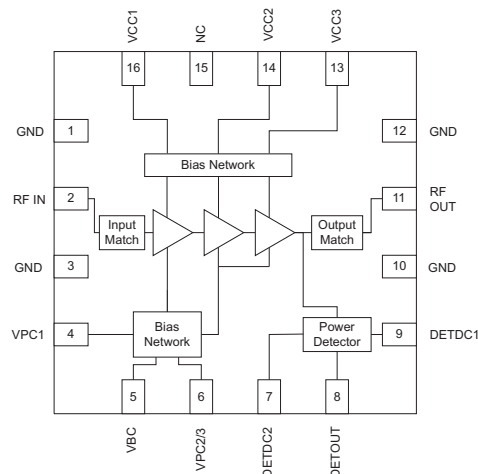 VCC1
NC
VCC2
VCC3
16
15
14
13
GND
1
12
GND
Bias Network
RF IN
2
11
RF
OUT
Input
Match
Output
Match
GND
3
10
GND
VPC1
4
Bias
Network
Power
Detector
9
DETDC1
5
6
7
8
VBC
VPC2/3
DETDC2
DETOUT